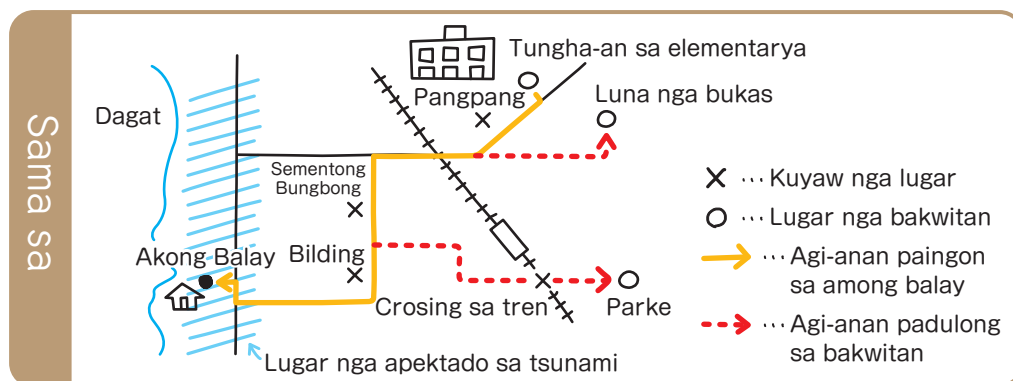 Sama sa
Tungha-an sa elementarya
Pangpang
Luna nga bukas
Dagat
Sementong
Bungbong
Akong Balay
Bilding
Crosing sa tren
Parke
Lugar nga apektado sa tsunami
··· Kuyaw nga lugar
··· Lugar nga bakwitan
··· Agi-anan paingon
sa among balay
··· Agi-anan padulong
sa bakwitan